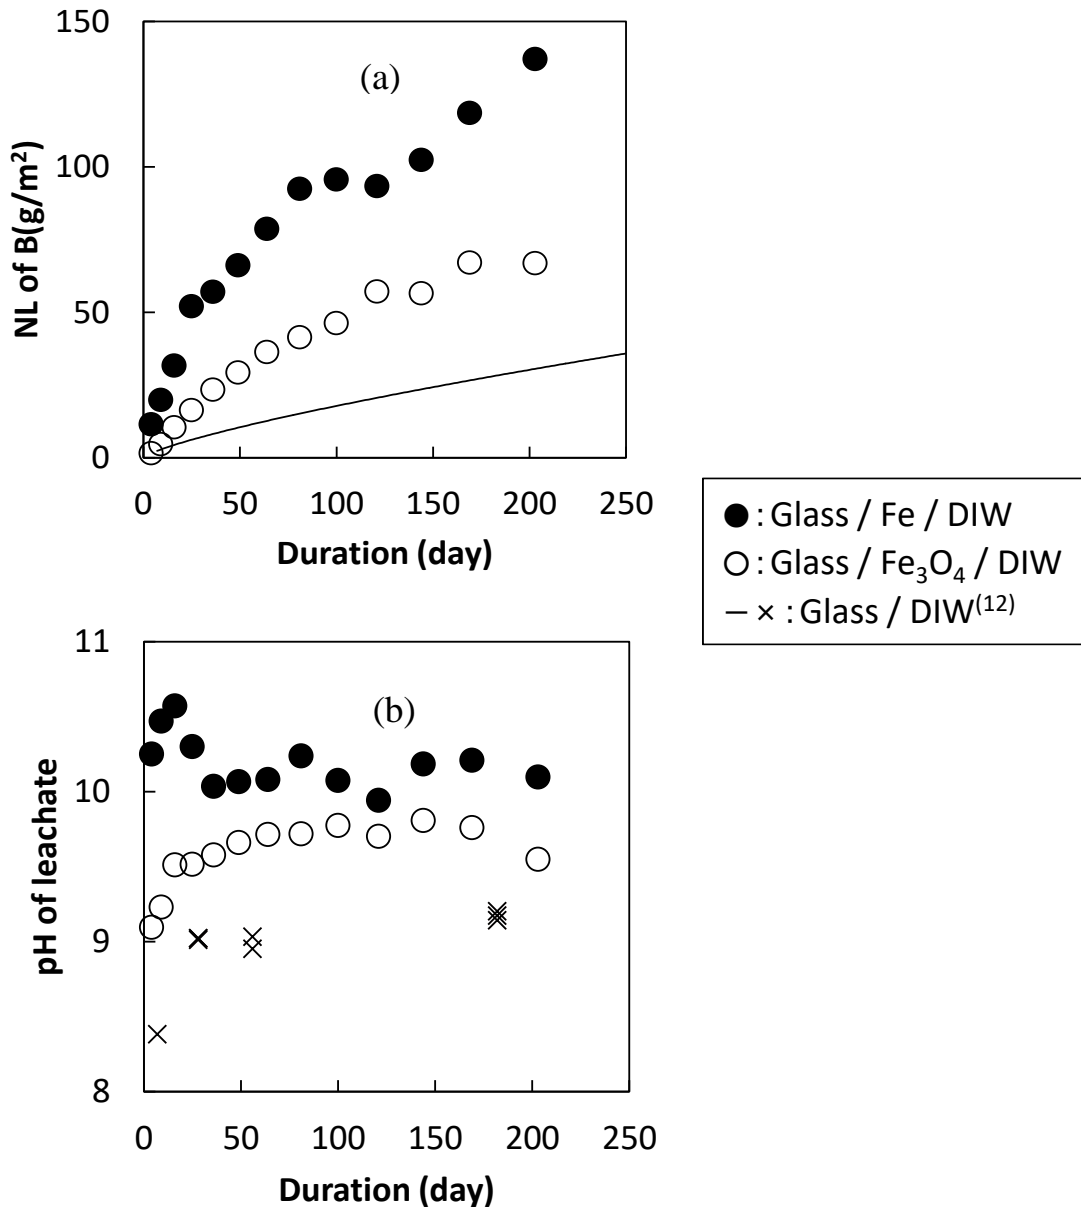 150
(a)
100
50
0
NL of B(g/m²)
0 50 100 150 200 250
Duration (day)
● : Glass / Fe / DIW
○ : Glass / Fe₃O₄ / DIW
– × : Glass / DIW⁽¹²⁾
11
(b)
10
9
8
pH of leachate
0 50 100 150 200 250
Duration (day)